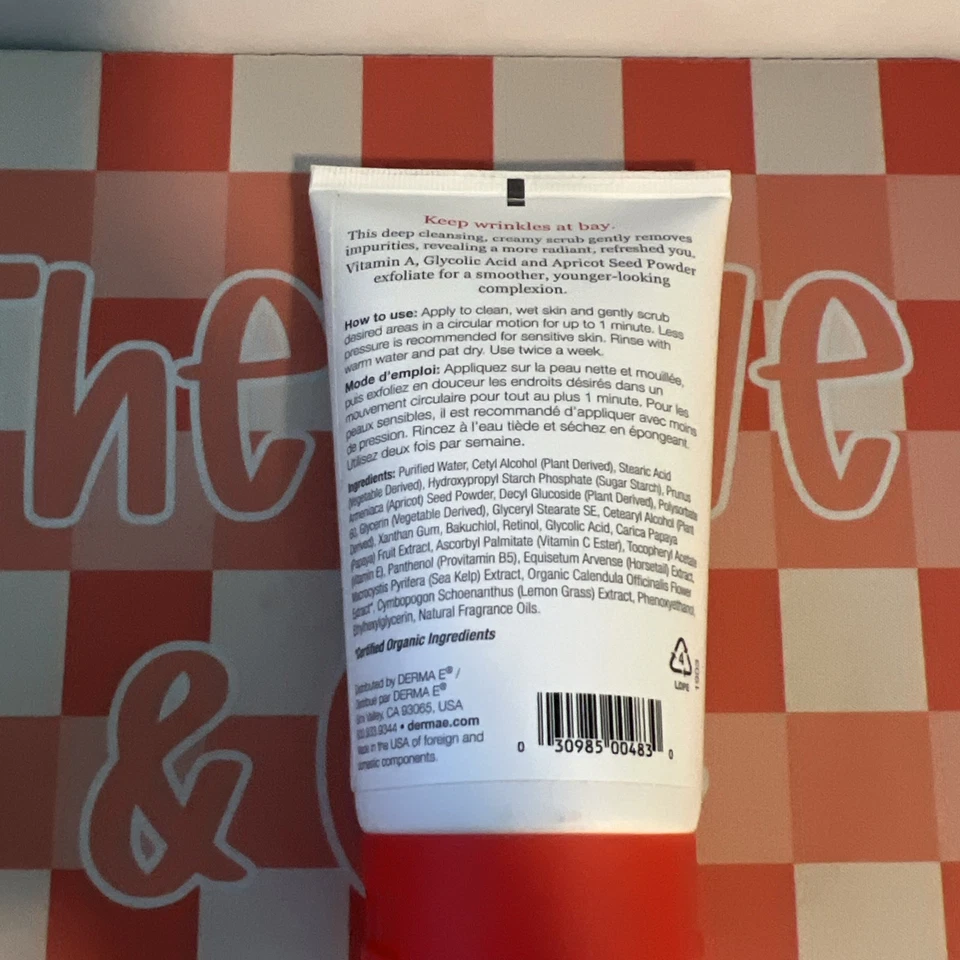 The
ve
&
Keep wrinkles at bay.
This deep cleansing, creamy scrub gently removes
impurities, revealing a more radiant, refreshed you.
Vitamin A, Glycolic Acid and Apricot Seed Powder
exfoliate for a smoother, younger-looking
complexion.
How to use: Apply to clean, wet skin and gently scrub
desired areas in a circular motion for up to 1 minute. Less
pressure is recommended for sensitive skin. Rinse with
warm water and pat dry. Use twice a week.
Mode d'emploi: Appliquez sur la peau nette et mouillée,
puis exfoliez en douceur les endroits désirés dans un
mouvement circulaire pour tout au plus 1 minute. Pour les
peaux sensibles, il est recommandé d'appliquer avec moins
de pression. Rincez à l'eau tiède et séchez en épongeant.
Utilisez deux fois par semaine.
Ingredients: Purified Water, Cetyl Alcohol (Plant Derived), Stearic Acid
(Vegetable Derived), Hydroxypropyl Starch Phosphate (Sugar Starch), Prunus
Armeniaca (Apricot) Seed Powder, Decyl Glucoside (Plant Derived), Polysorbate
60, Glycerin (Vegetable Derived), Glyceryl Stearate SE, Cetearyl Alcohol (Plant
Derived), Xanthan Gum, Bakuchiol, Retinol, Glycolic Acid, Carica Papaya
(Papaya) Fruit Extract, Ascorbyl Palmitate (Vitamin C Ester), Tocopheryl Acetate
(Vitamin E), Panthenol (Provitamin B5), Equisetum Arvense (Horsetail) Extract,
Macrocystis Pyrifera (Sea Kelp) Extract, Organic Calendula Officinalis Flower
Extract*, Cymbopogon Schoenanthus (Lemon Grass) Extract, Phenoxyethanol,
Ethylhexylglycerin, Natural Fragrance Oils.
*Certified Organic Ingredients
Distributed by DERMA E® /
Distribué par DERMA E®
Simi Valley, CA 93065, USA
9344 • dermae.com
Made in the USA of foreign and
domestic components.
4
LDPE
0 30985 00483 0